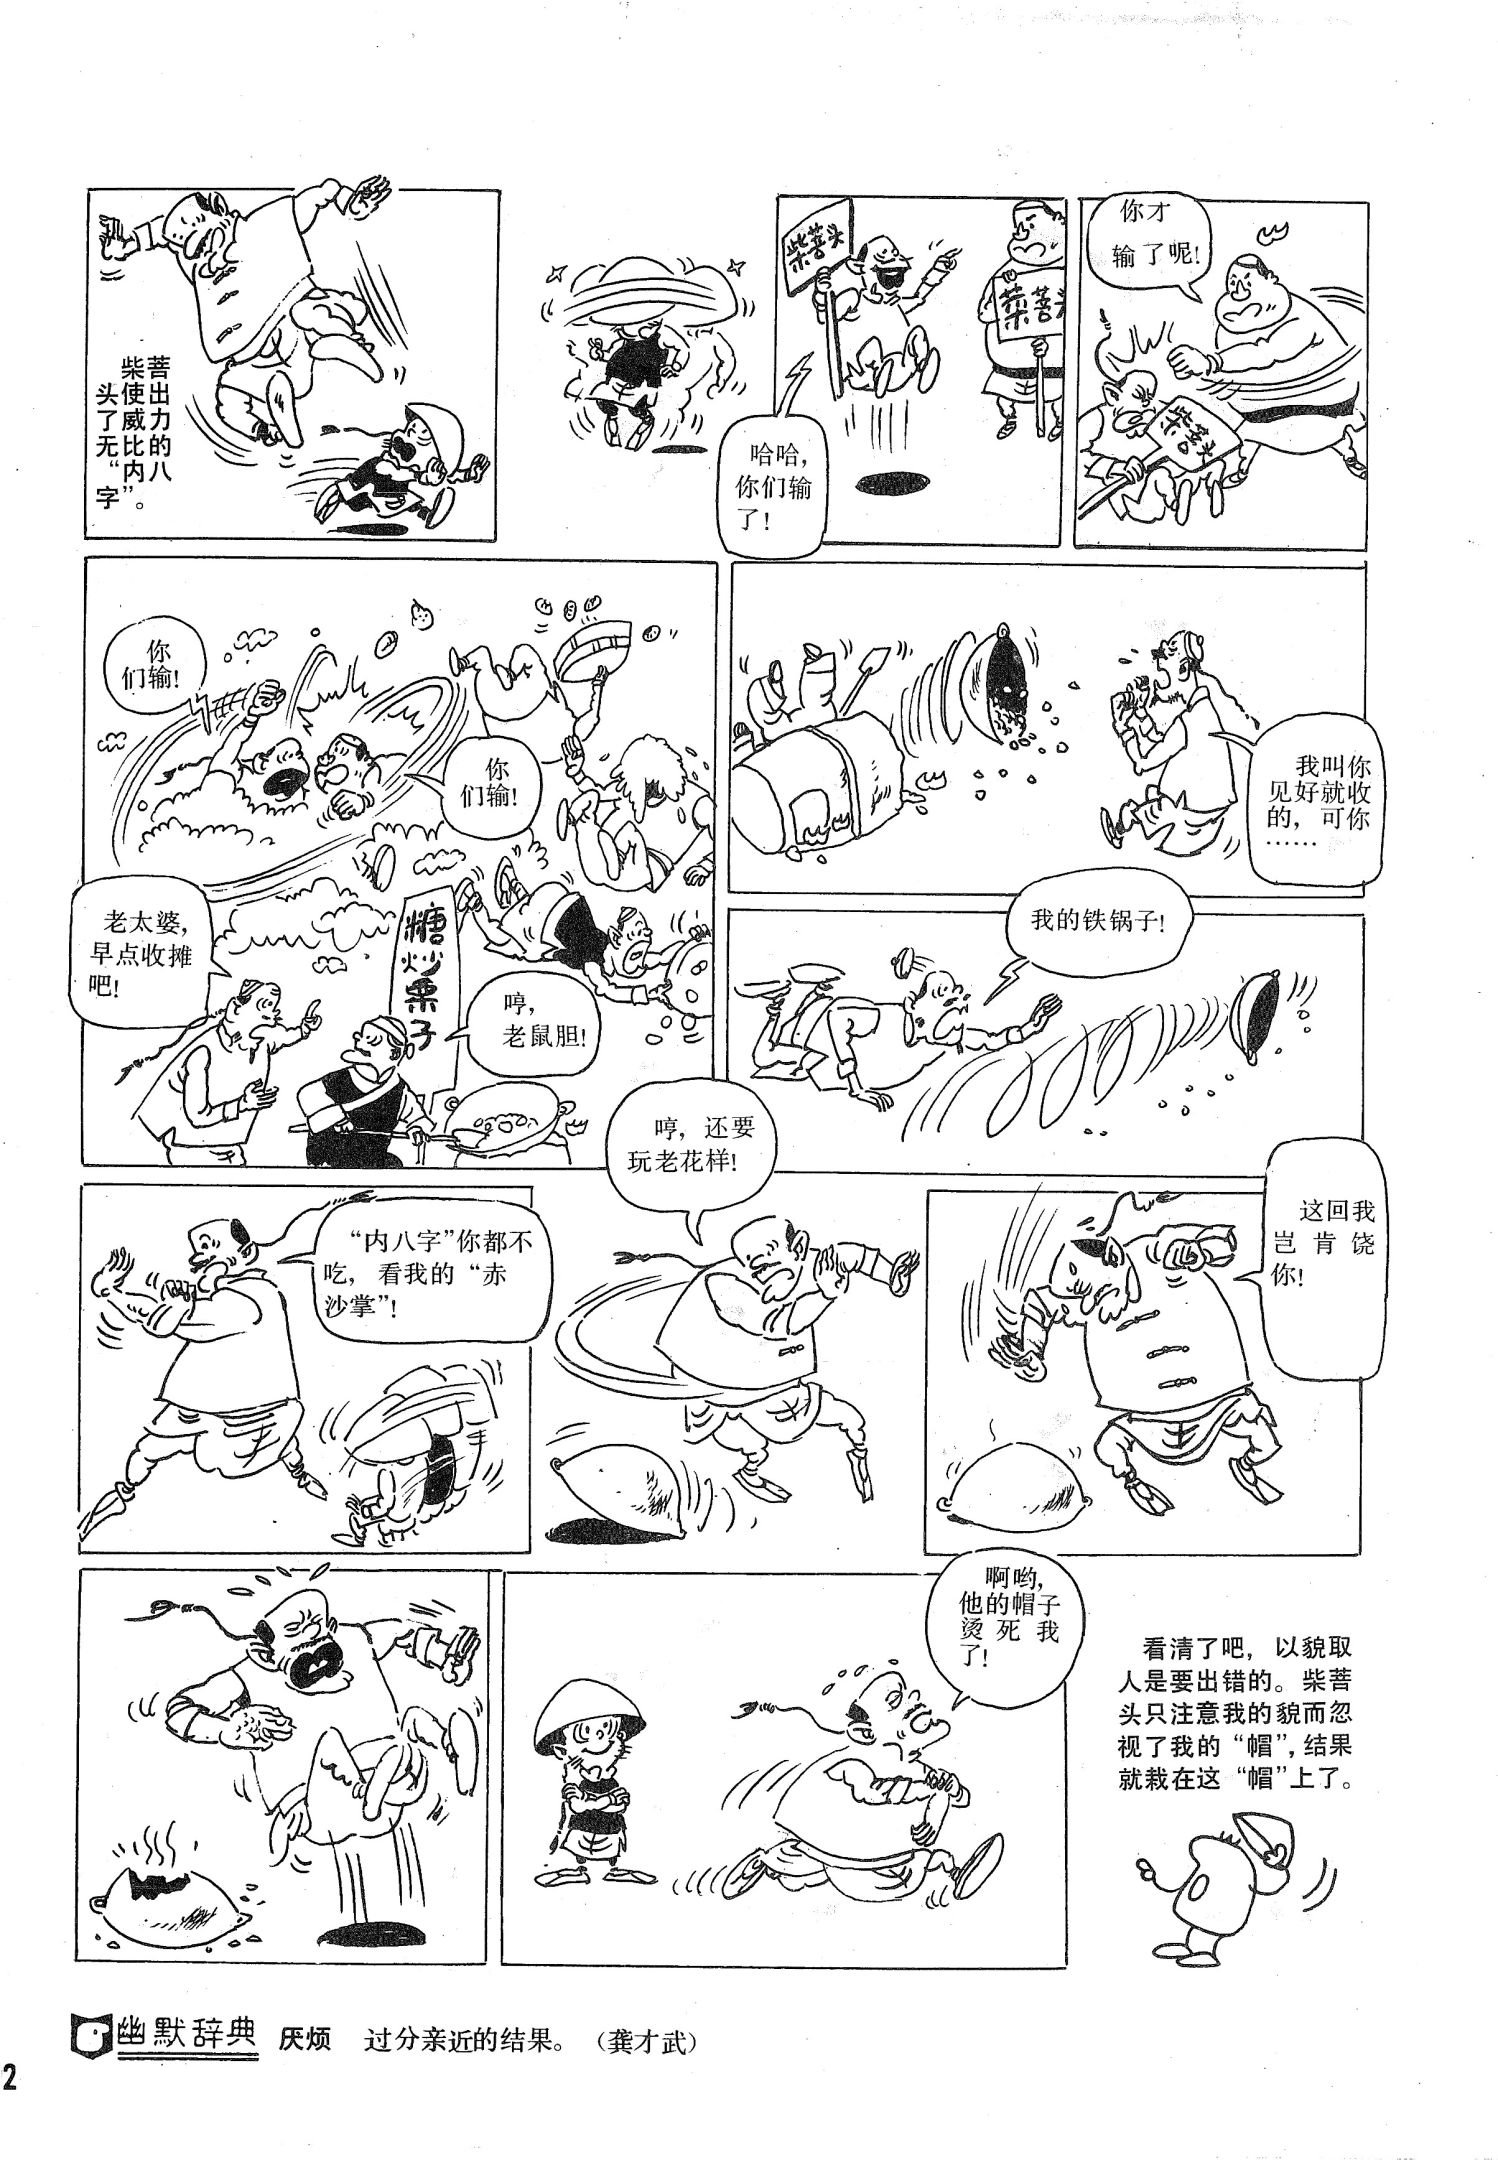 菩出力的八
柴使威比内”。
头了无“字
柴菩头
哈哈，
你们输
了！
菜菩头
你才
输了呢！
柴菩头
你
们输！
你
们输！
老太婆，
早点收摊
吧！
糖炒栗子
哼，
老鼠胆！
我叫你
见好就收
的，可你
……
我的铁锅子！
“内八字”你都不
吃，看我的“赤
沙掌”！
哼，还要
玩老花样！
这回我
岂肯饶
你！
啊哟，
他的帽子
烫死我
了！
看清了吧，以貌取
人是要出错的。柴菩
头只注意我的貌而忽
视了我的“帽”，结果
就栽在这“帽”上了。
幽默辞典 厌烦 过分亲近的结果。（龚才武）
2